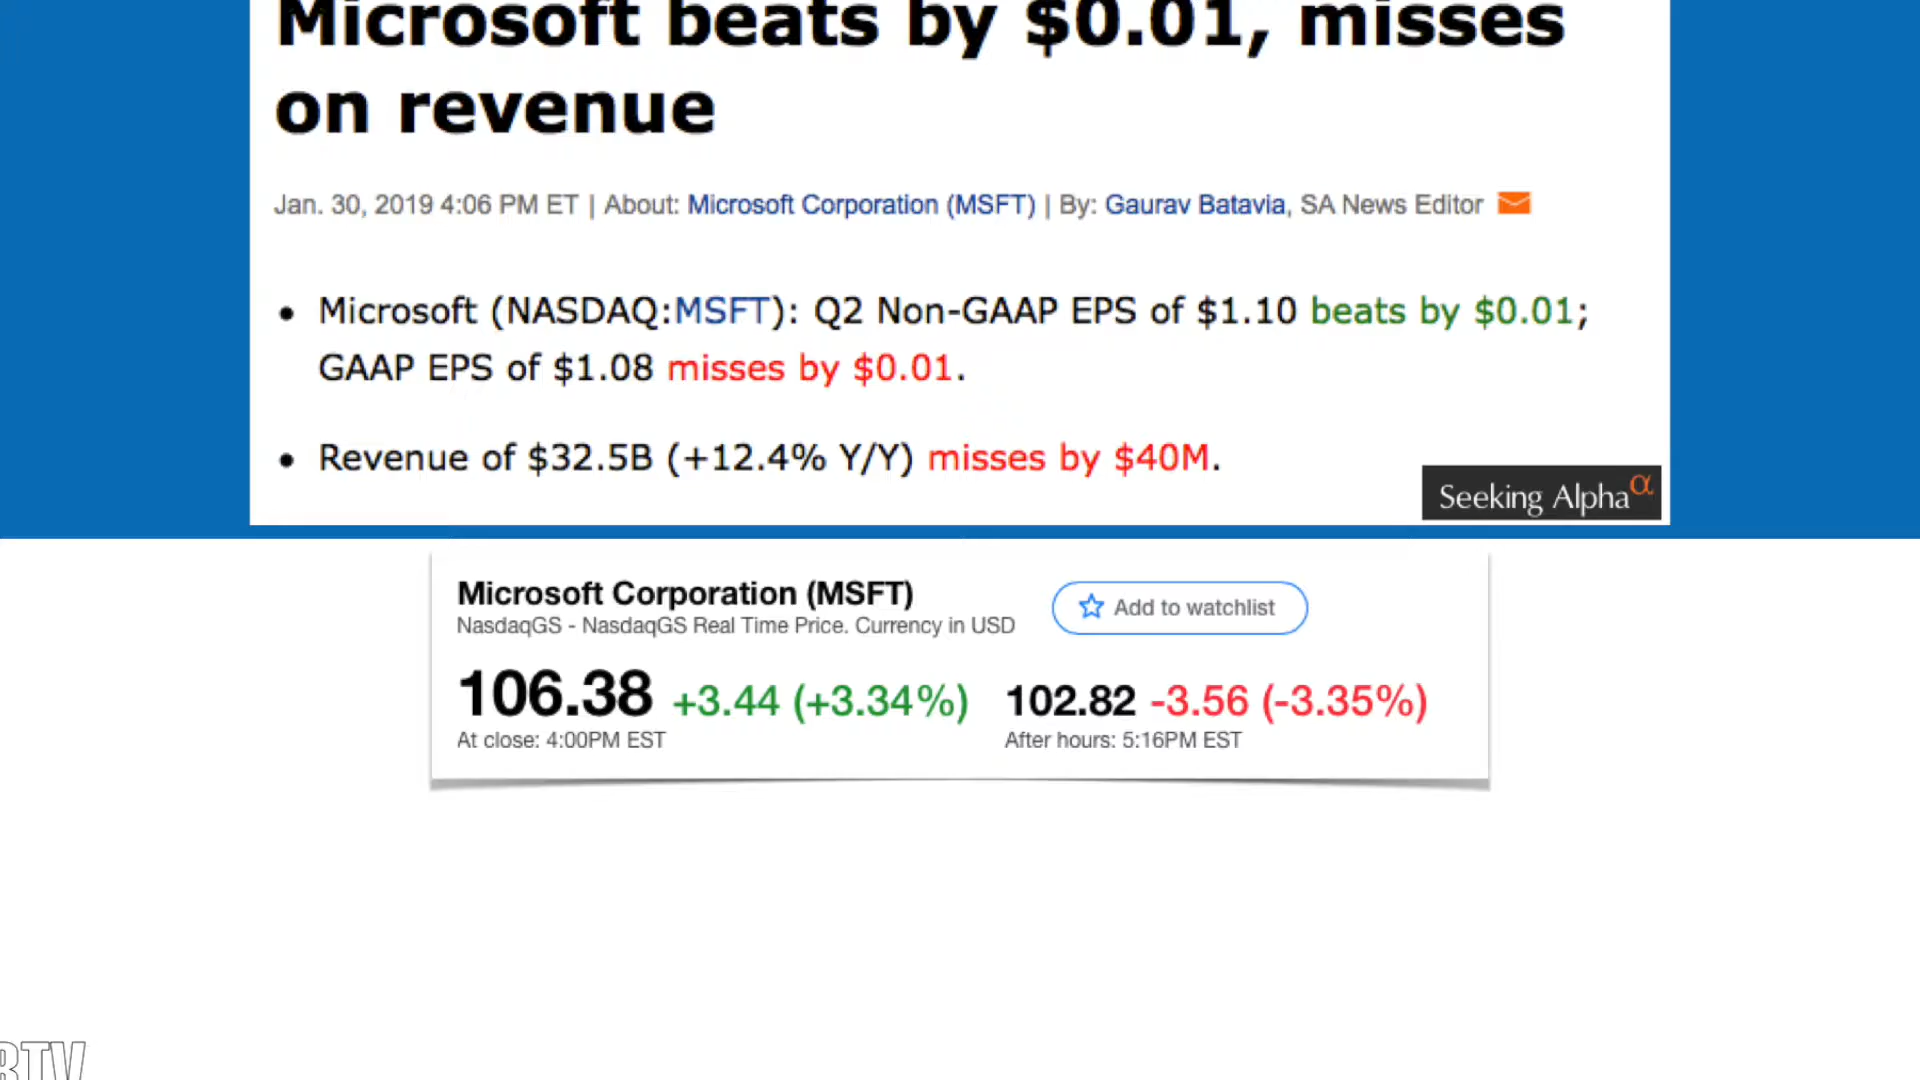 Microsoft beats by $0.01, misses
on revenue
Jan. 30, 2019 4:06 PM ET | About: Microsoft Corporation (MSFT) | By: Gaurav Batavia, SA News Editor
• Microsoft (NASDAQ:MSFT): Q2 Non-GAAP EPS of $1.10 beats by $0.01;
GAAP EPS of $1.08 misses by $0.01.
• Revenue of $32.5B (+12.4% Y/Y) misses by $40M.
Seeking Alpha α
Microsoft Corporation (MSFT)
NasdaqGS - NasdaqGS Real Time Price. Currency in USD
Add to watchlist
106.38 +3.44 (+3.34%) 102.82 -3.56 (-3.35%)
At close: 4:00PM EST After hours: 5:16PM EST